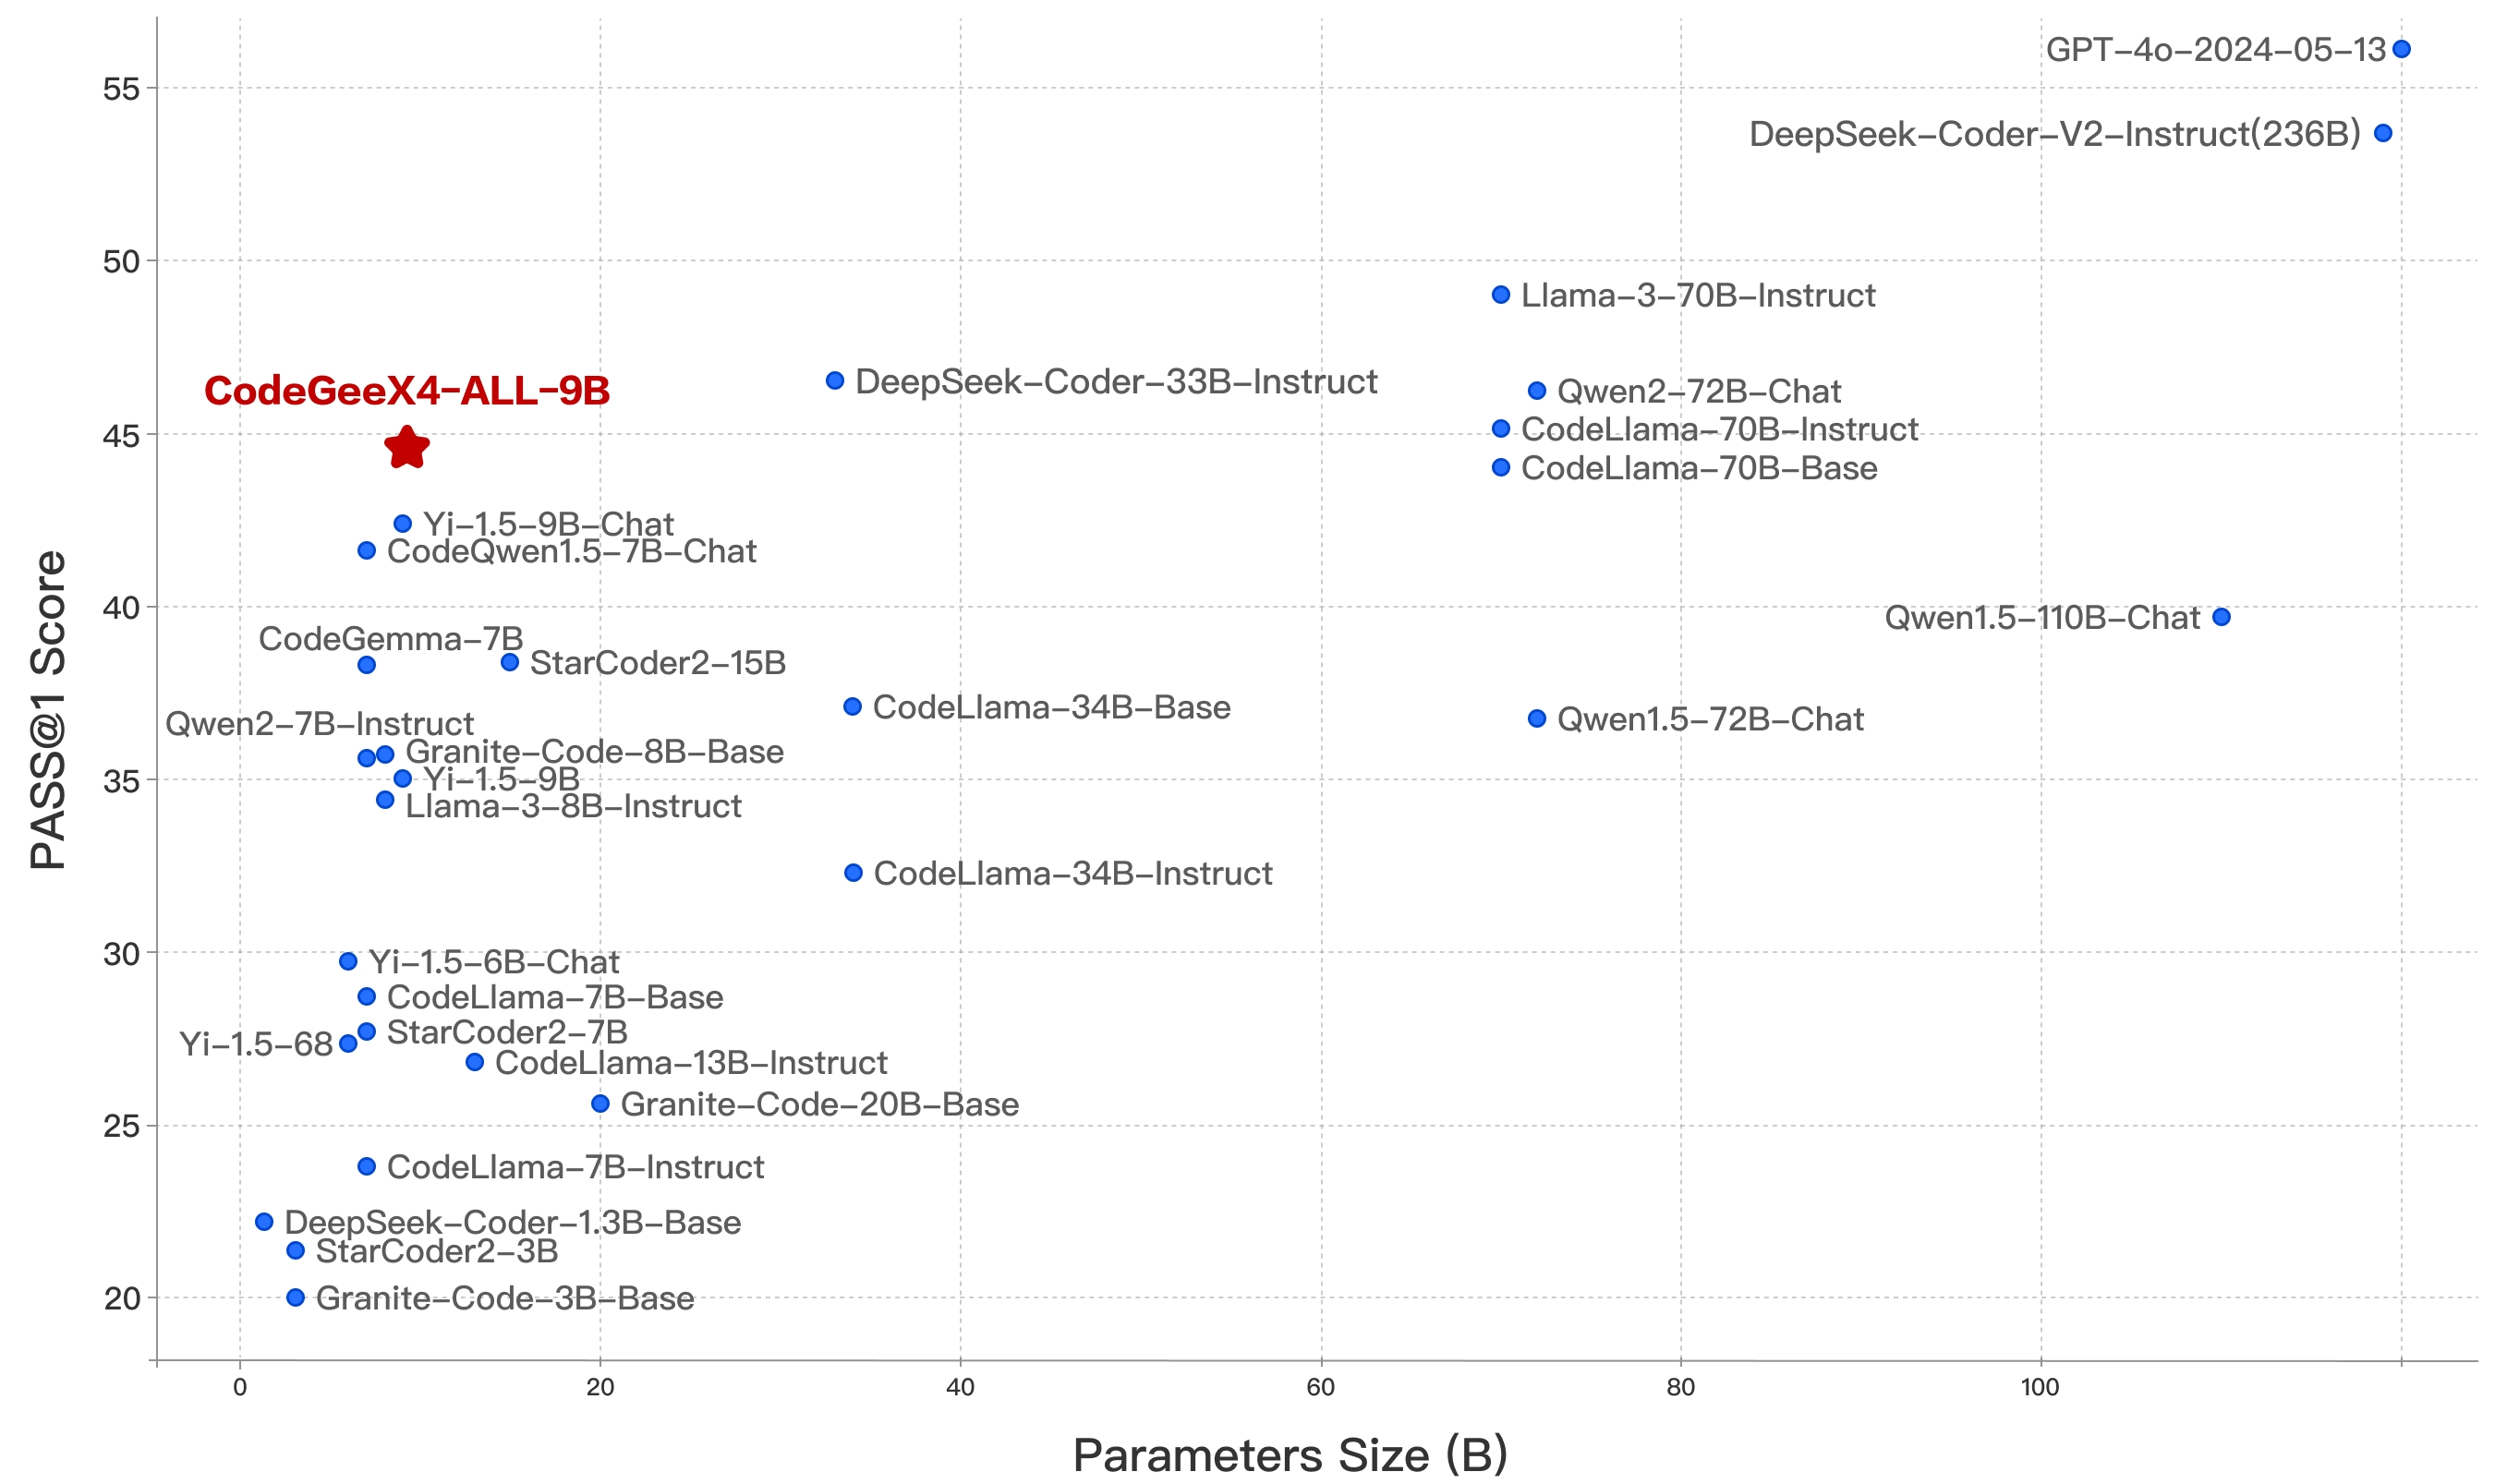 GPT-4o-2024-05-13
55
DeepSeek-Coder-V2-Instruct(236B)
50
Llama-3-70B-Instruct
CodeGeeX4-ALL-9B
DeepSeek-Coder-33B-Instruct
Qwen2-72B-Chat
45
CodeLlama-70B-Instruct
CodeLlama-70B-Base
Yi-1.5-9B-Chat
CodeQwen1.5-7B-Chat
PASS@1 Score
40
Qwen1.5-110B-Chat
CodeGemma-7B
StarCoder2-15B
CodeLlama-34B-Base
Qwen1.5-72B-Chat
Qwen2-7B-Instruct
Granite-Code-8B-Base
35
Yi-1.5-9B
Llama-3-8B-Instruct
CodeLlama-34B-Instruct
30
Yi-1.5-6B-Chat
CodeLlama-7B-Base
StarCoder2-7B
Yi-1.5-68
CodeLlama-13B-Instruct
Granite-Code-20B-Base
25
CodeLlama-7B-Instruct
DeepSeek-Coder-1.3B-Base
StarCoder2-3B
20
Granite-Code-3B-Base
0 20 40 60 80 100
Parameters Size (B)